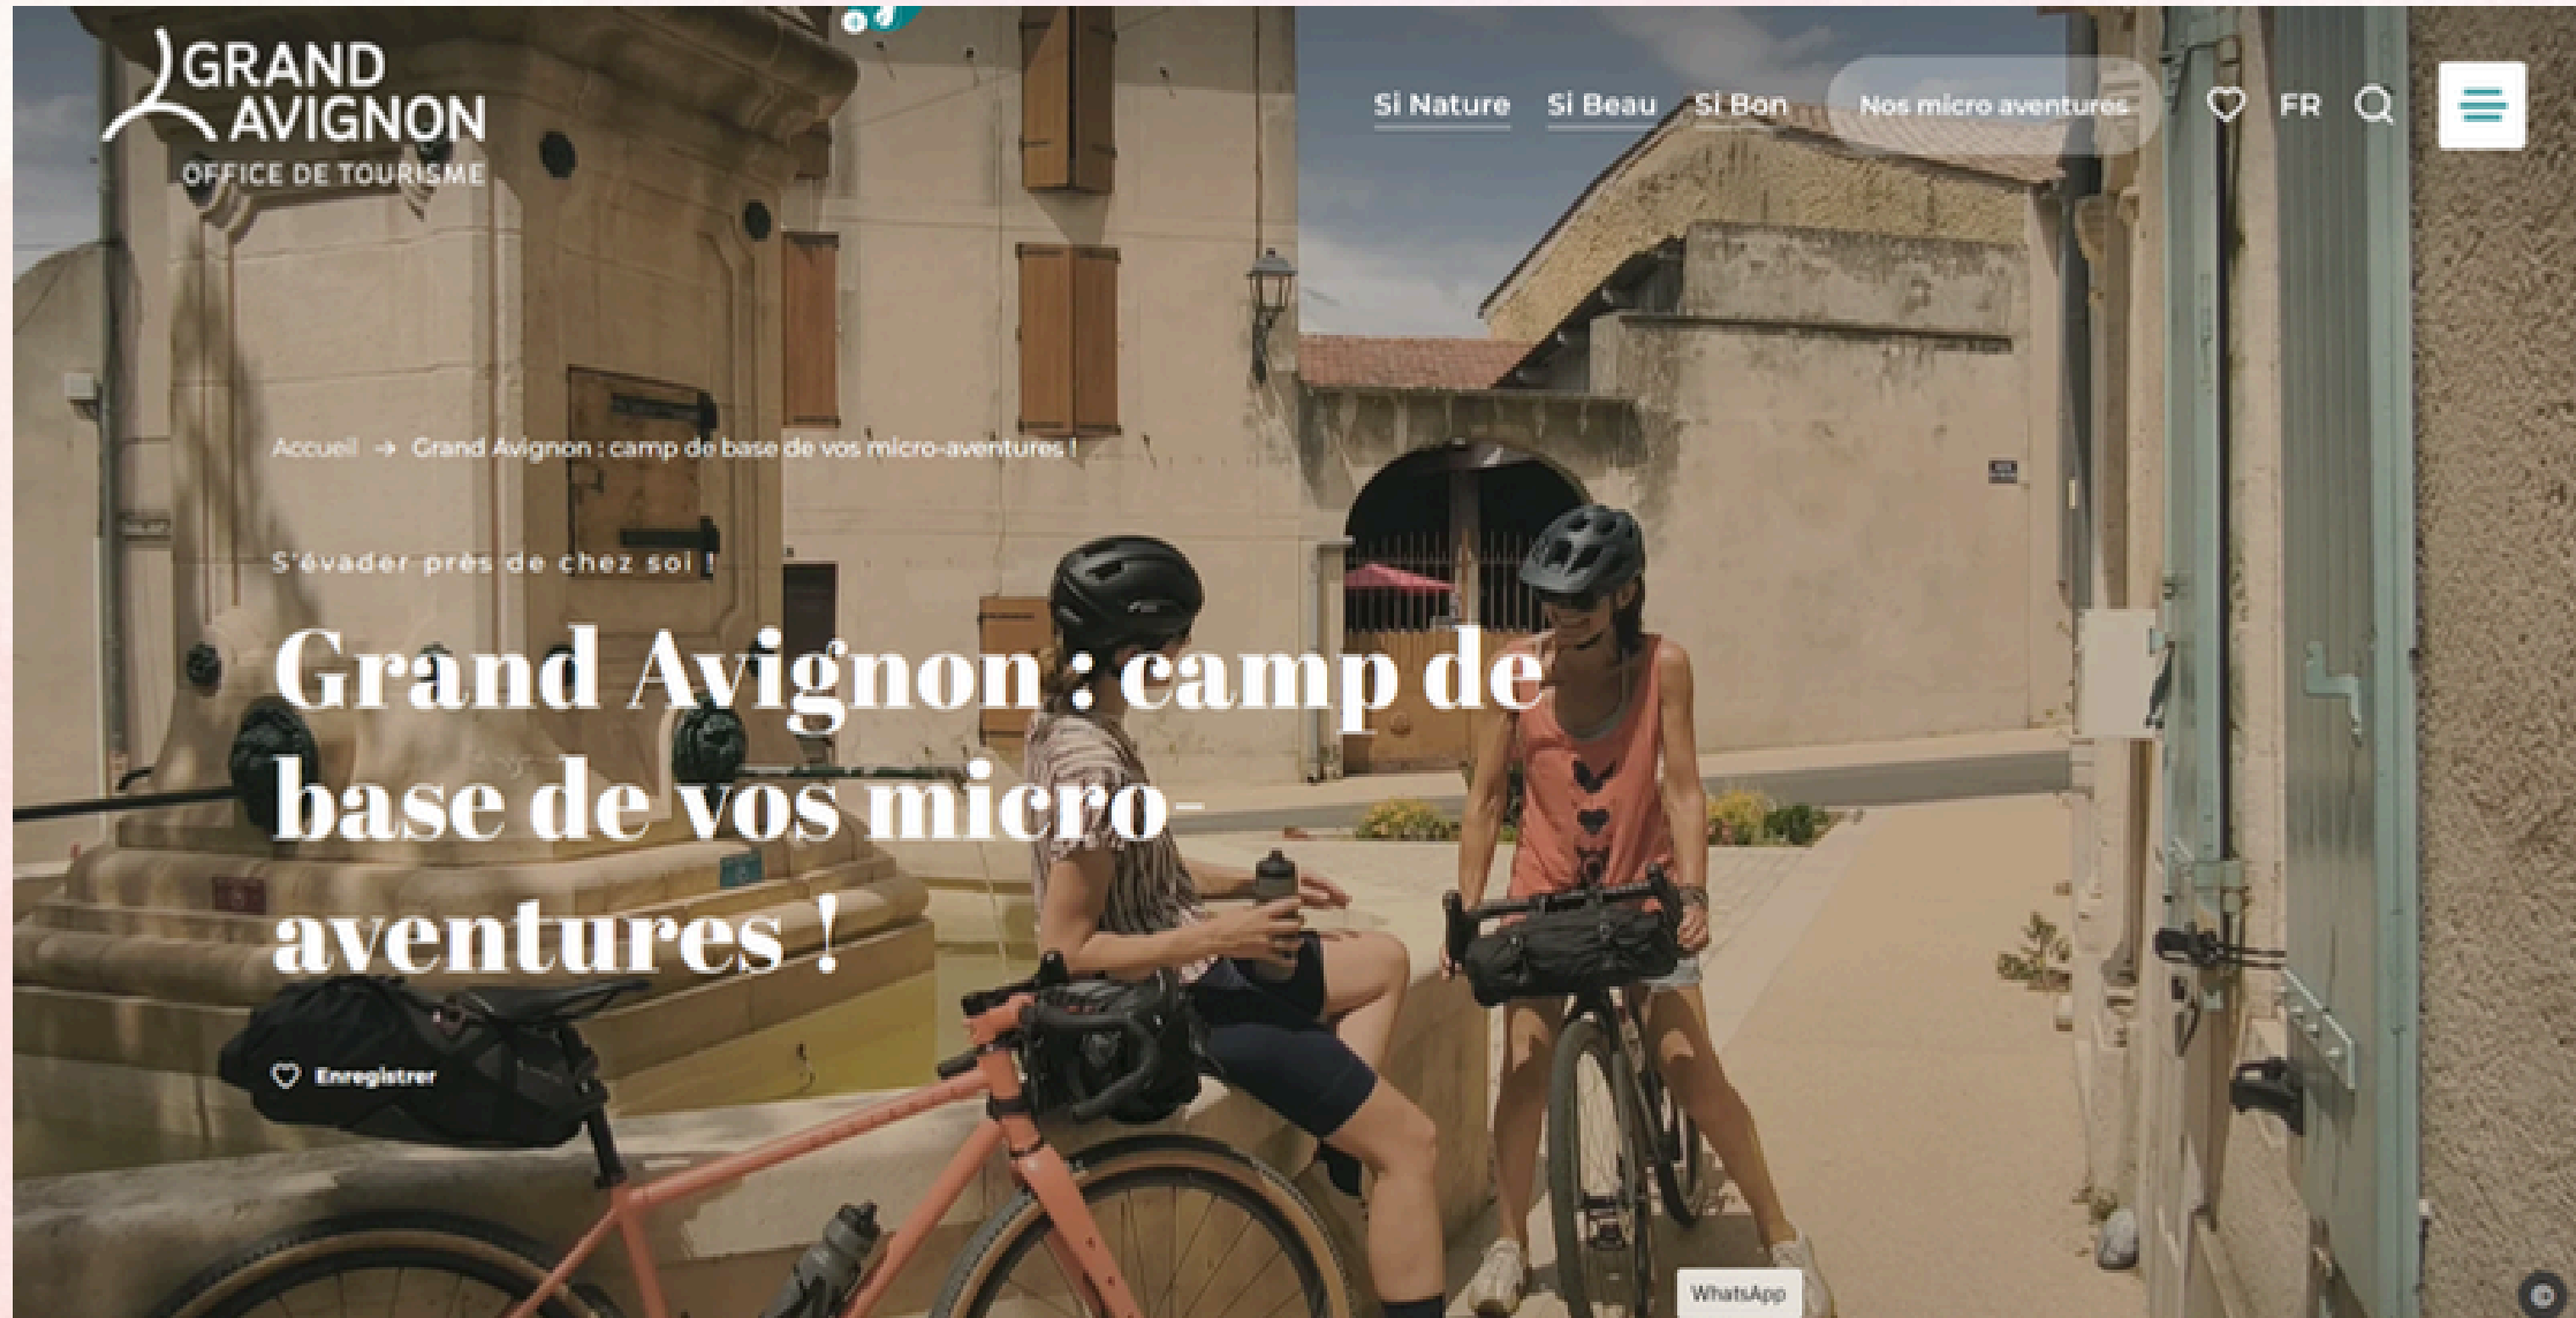 GRAND
AVIGNON
OFFICE DE TOURISME
Si Nature Si Beau Si Bon Nos micro aventures FR
Accueil → Grand Avignon : camp de base de vos micro-aventures !
S'évader près de chez soi !
Grand Avignon : camp de
base de vos micro-
aventures !
Enregistrer
WhatsApp